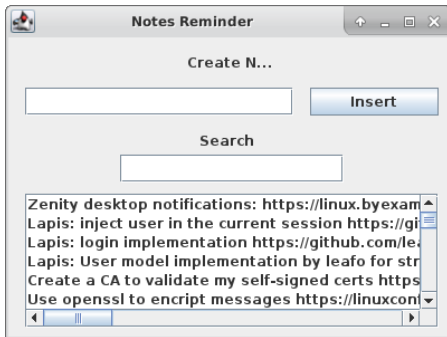 Notes Reminder
Create N...
Insert
Search
Zenity desktop notifications: https://linux.byexam
Lapis: inject user in the current session https://gi
Lapis: login implementation https://github.com/lea
Lapis: User model implementation by leafo for str
Create a CA to validate my self-signed certs https
Use openssl to encript messages https://linuxcon